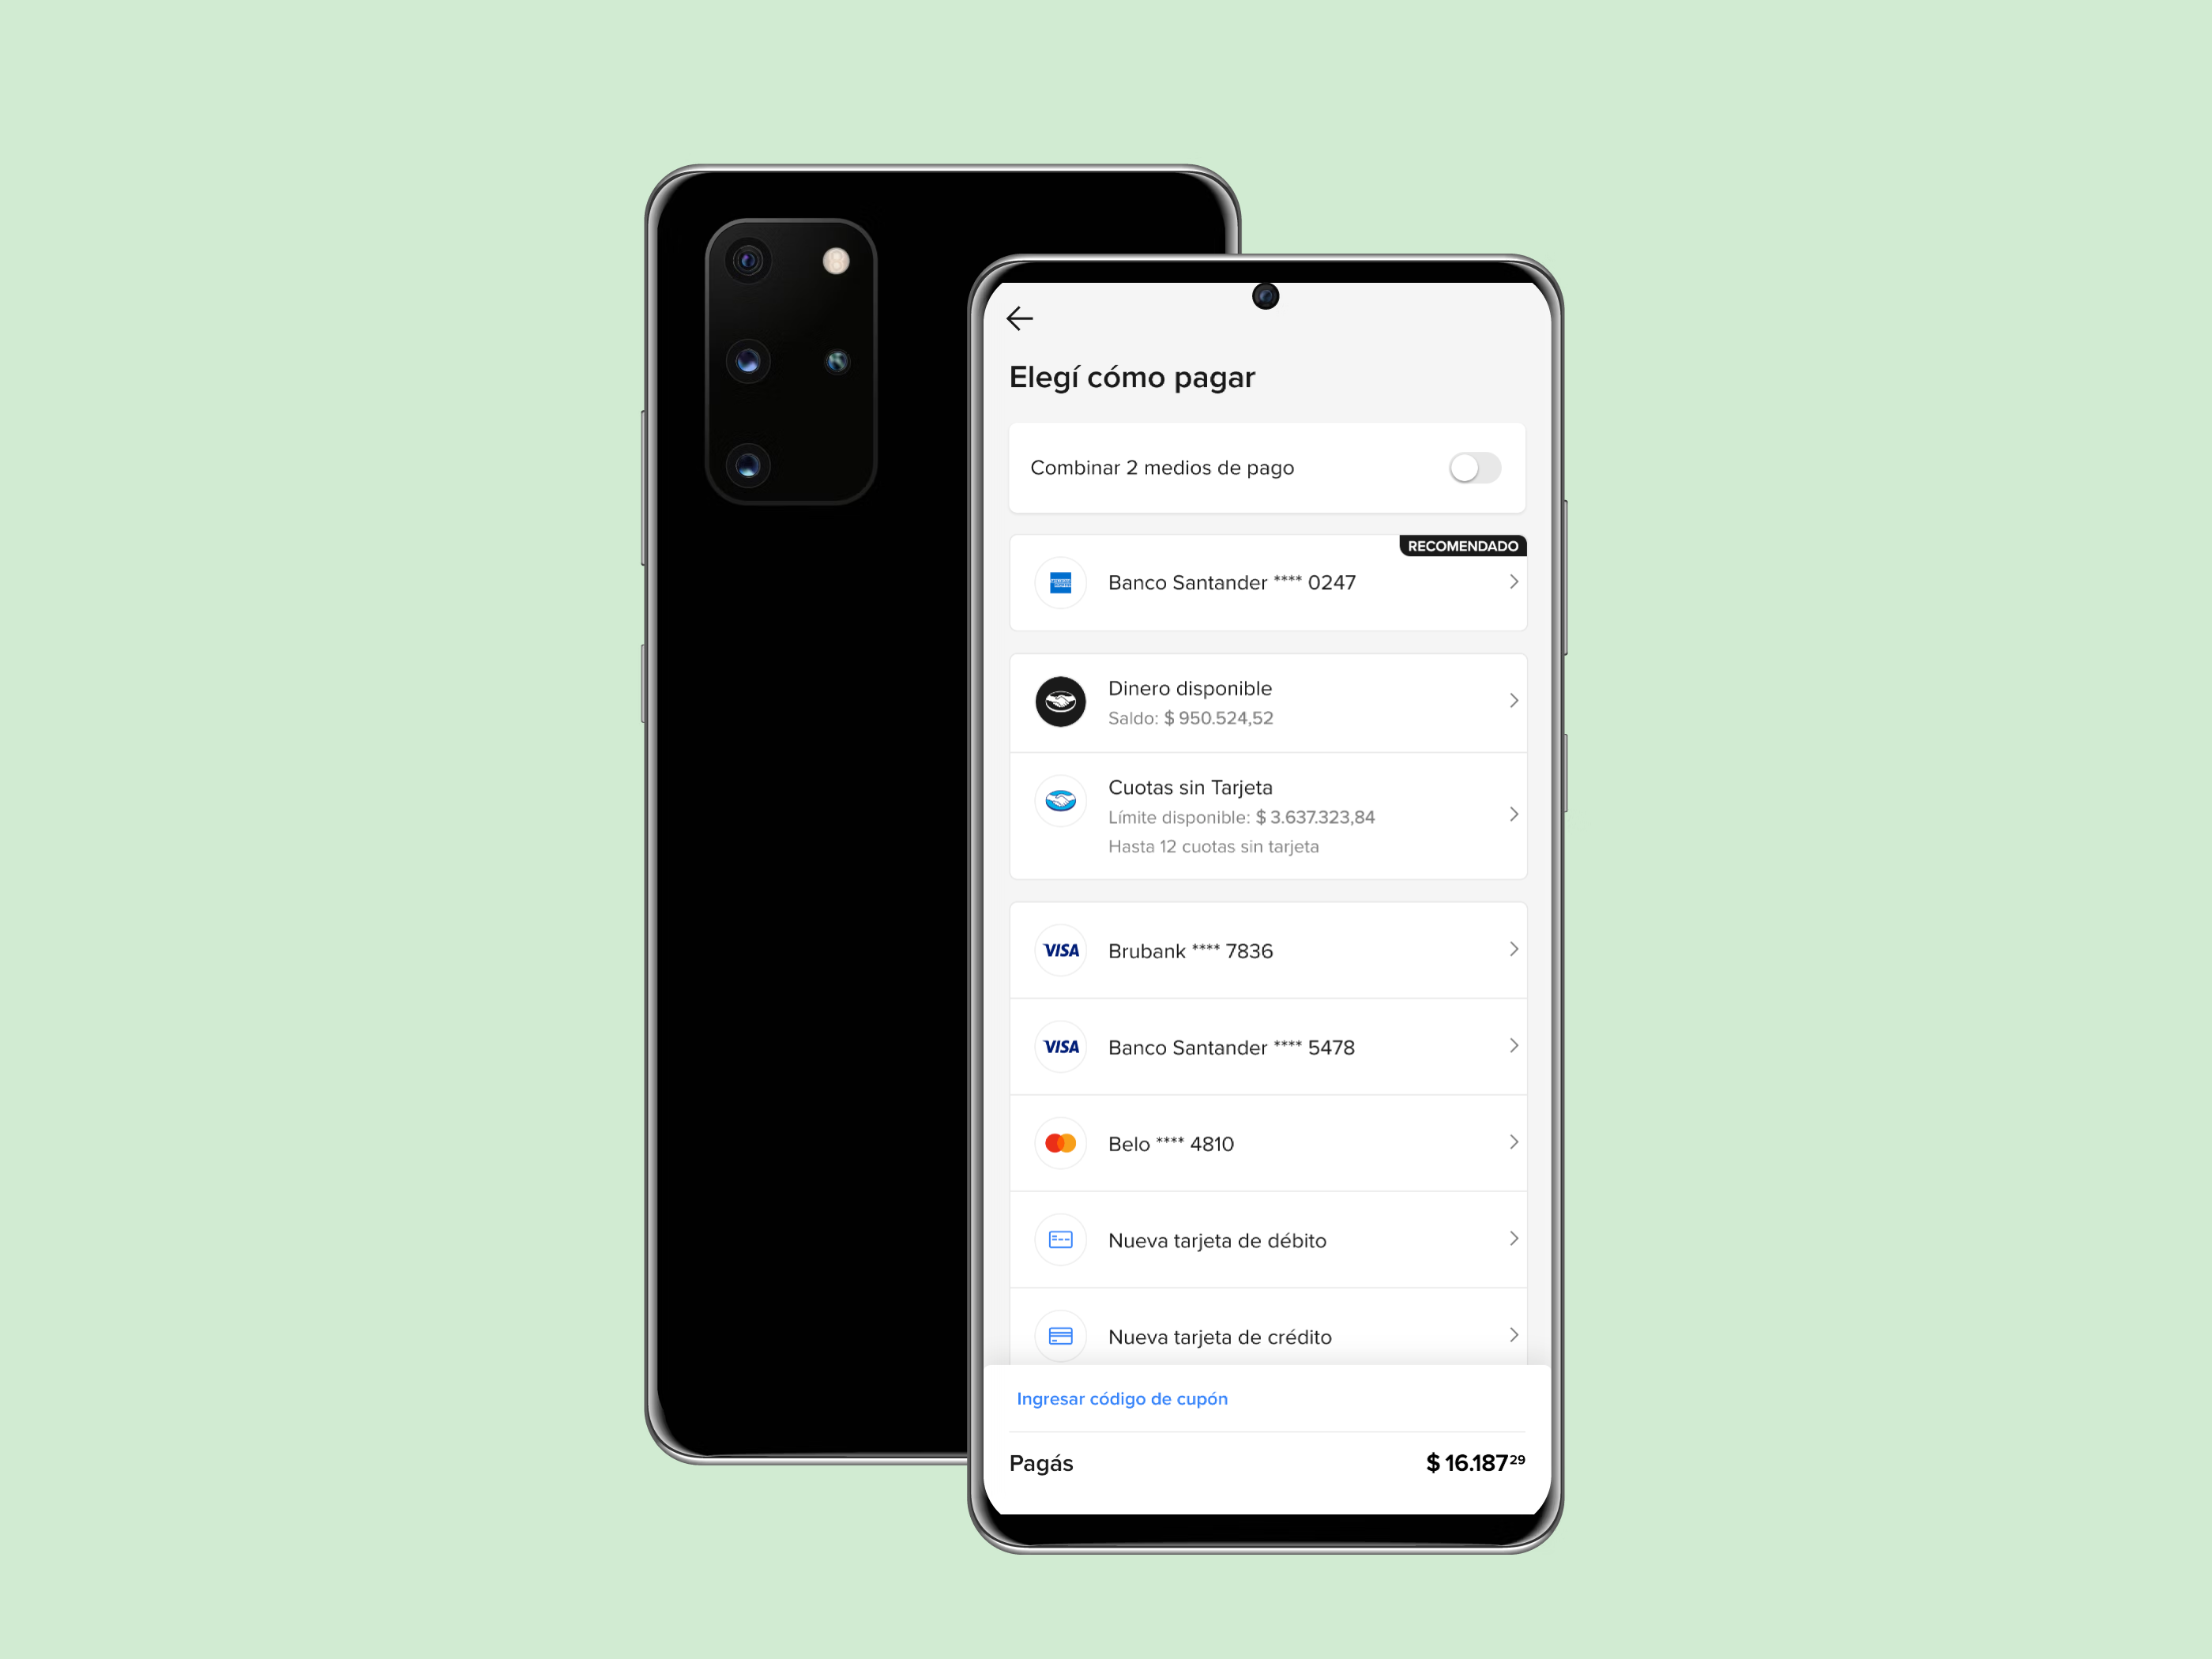 Elegí cómo pagar
Combinar 2 medios de pago
RECOMENDADO
Banco Santander **** 0247
Dinero disponible
Saldo: $ 950.524,52
Cuotas sin Tarjeta
Límite disponible: $ 3.637.323,84
Hasta 12 cuotas sin tarjeta
VISA
Brubank **** 7836
VISA
Banco Santander **** 5478
Belo **** 4810
Nueva tarjeta de débito
Nueva tarjeta de crédito
Ingresar código de cupón
Pagás
$ 16.187 29